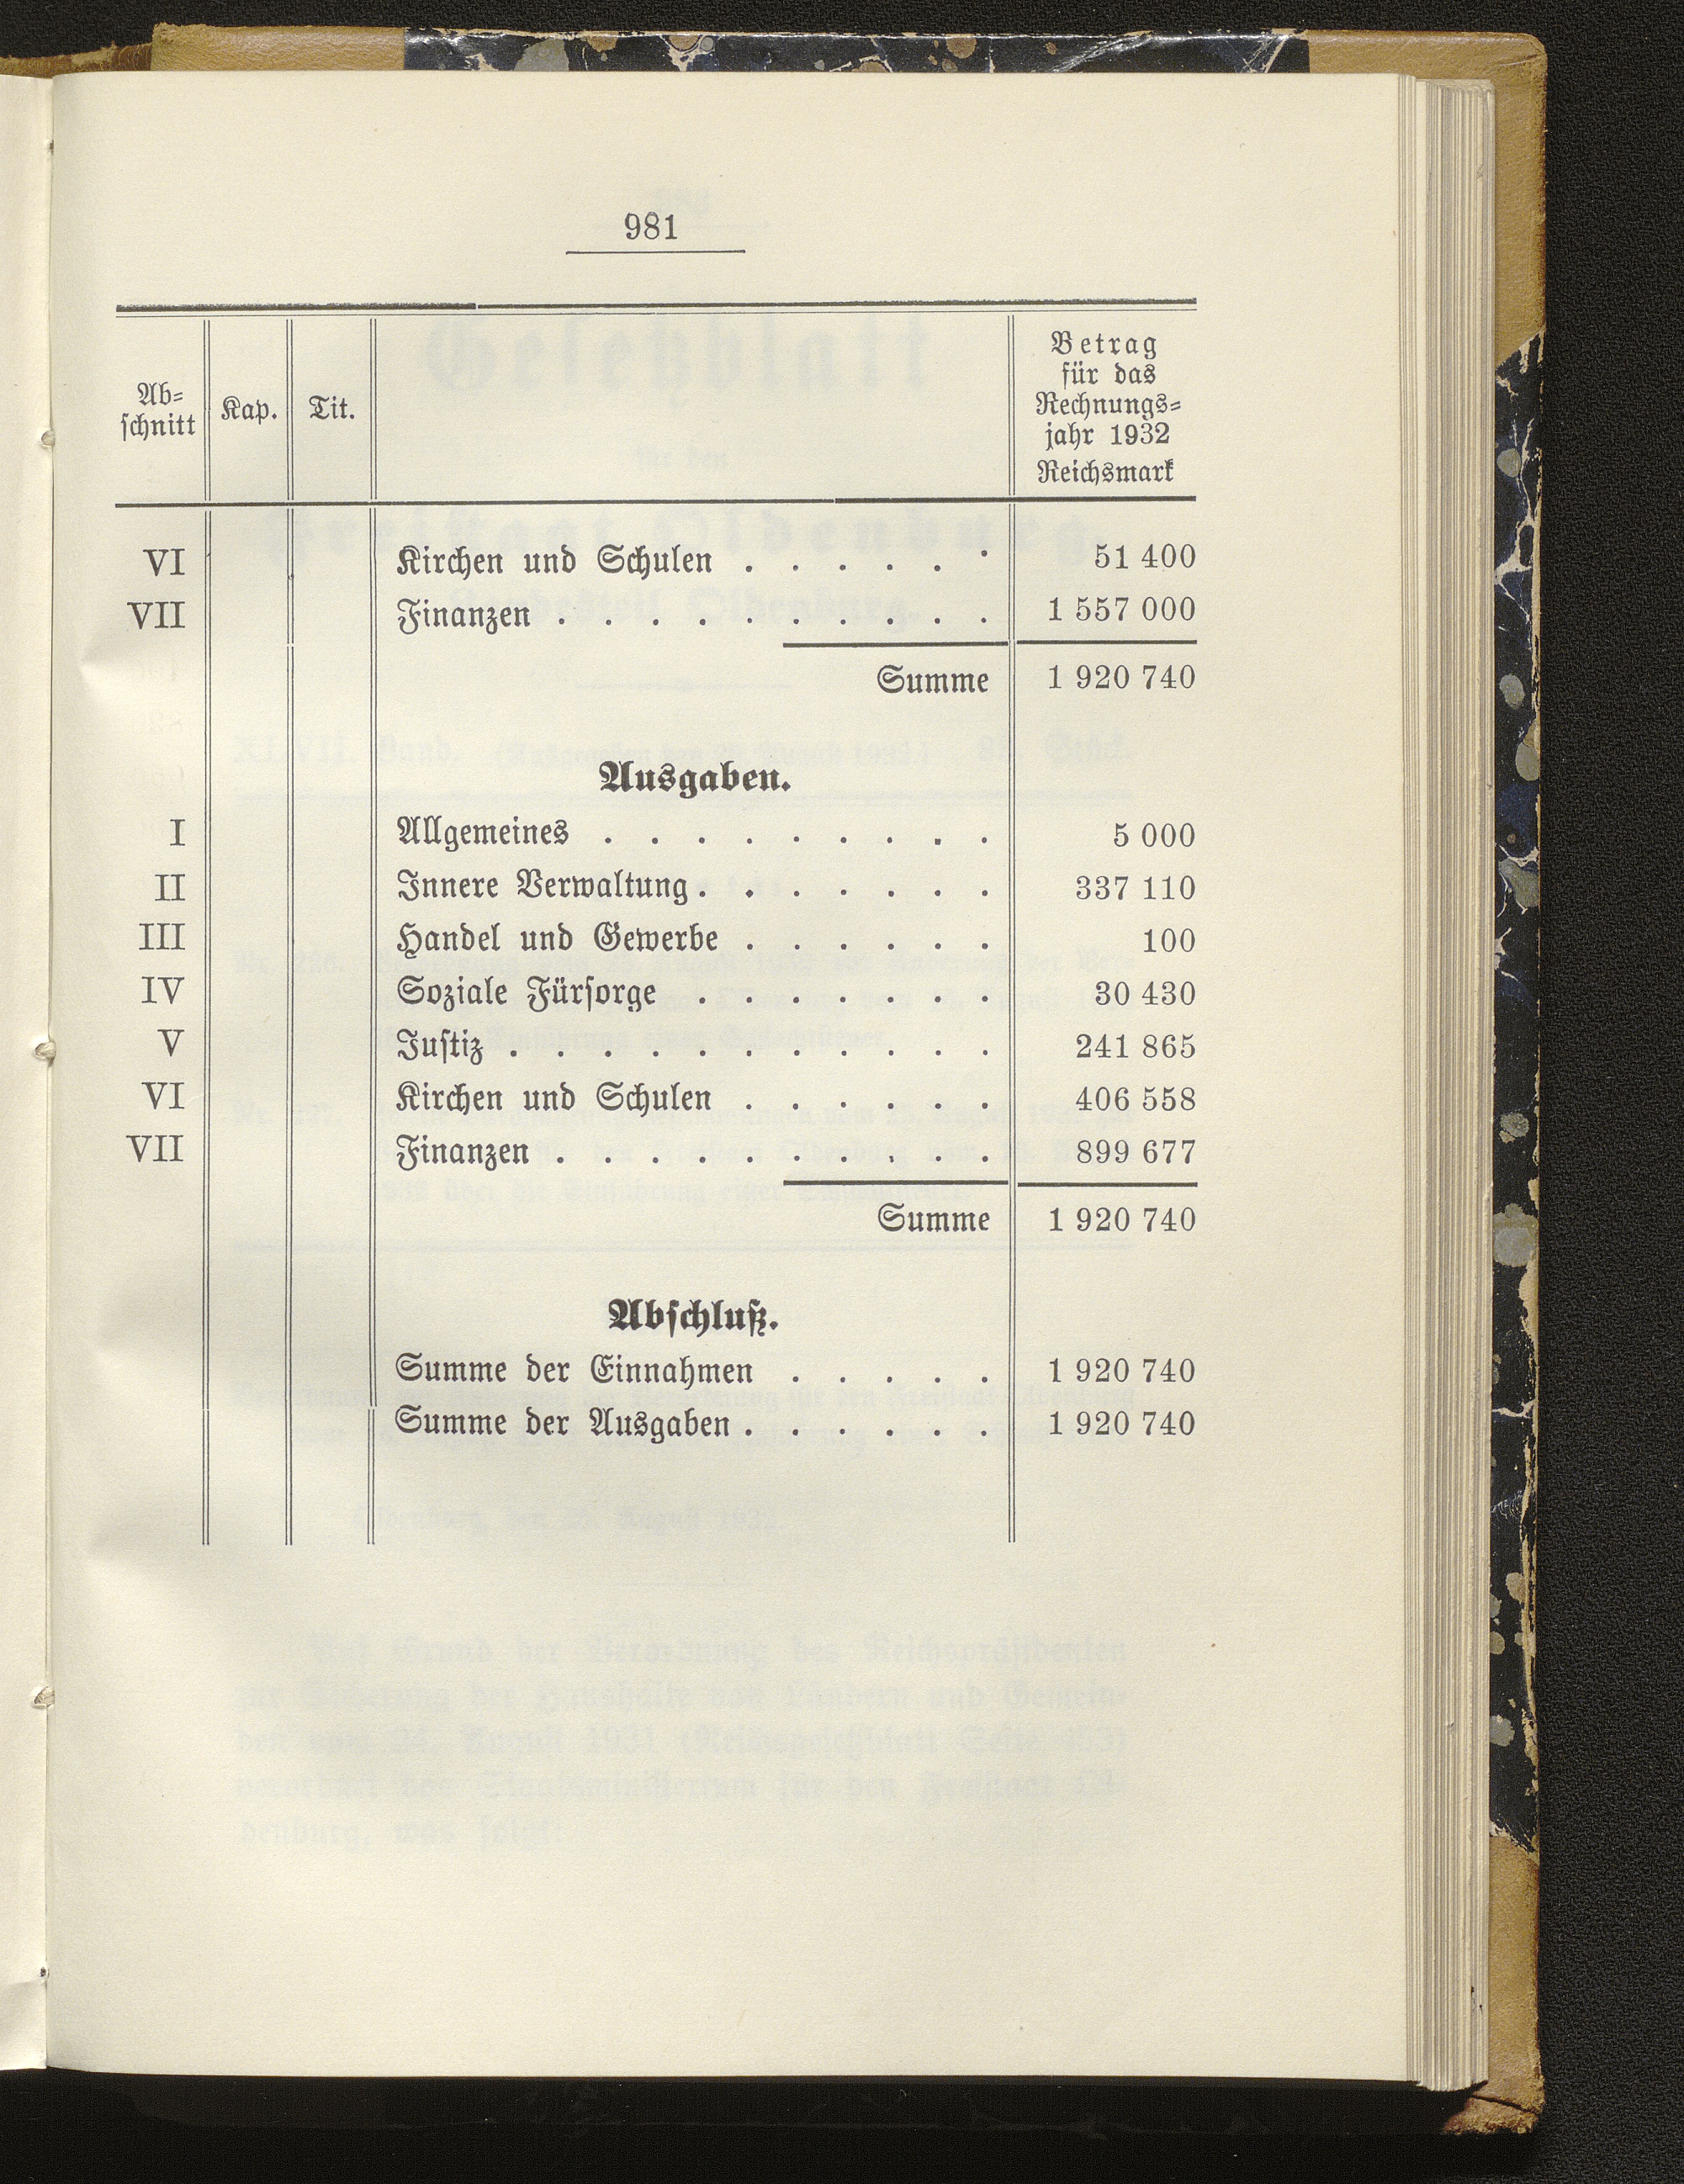 981
Ab=
schnitt Kap. Tit. Betrag
für das
Rechnungs=
jahr 1932
Reichsmark
VI Kirchen und Schulen . . . . . . 51 400
VII Finanzen . . . . . . . . . . 1 557 000
Summe 1 920 740
Ausgaben.
I Allgemeines . . . . . . . . . 5 000
II Innere Verwaltung . . . . . . . 337 110
III Handel und Gewerbe . . . . . . 100
IV Soziale Fürsorge . . . . . . . 30 430
V Justiz . . . . . . . . . . . 241 865
VI Kirchen und Schulen . . . . . . 406 558
VII Finanzen . . . . . . . . . . 899 677
Summe 1 920 740
Abschluß.
Summe der Einnahmen . . . . . 1 920 740
Summe der Ausgaben . . . . . . 1 920 740